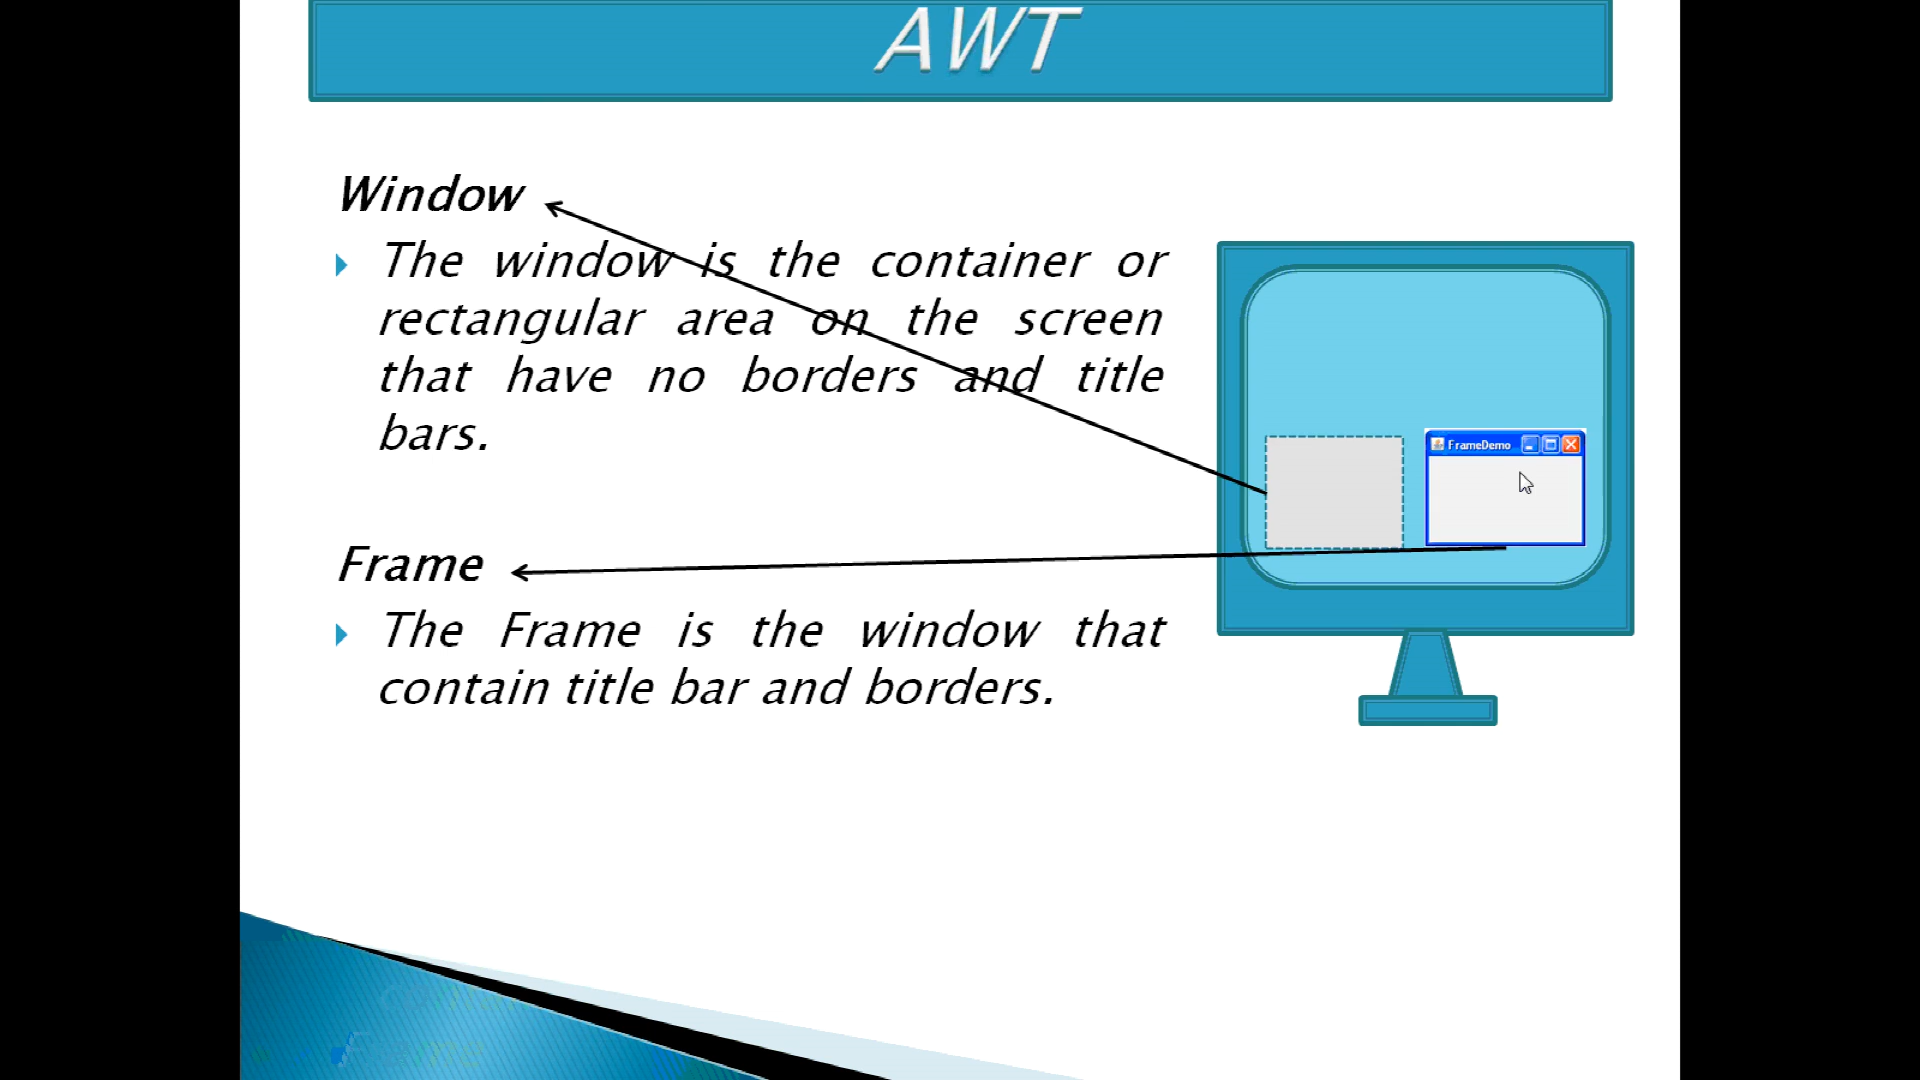 AWT
Window
The window is the container or
rectangular area on the screen
that have no borders and title
bars.
FrameDemo
Frame
The Frame is the window that
contain title bar and borders.